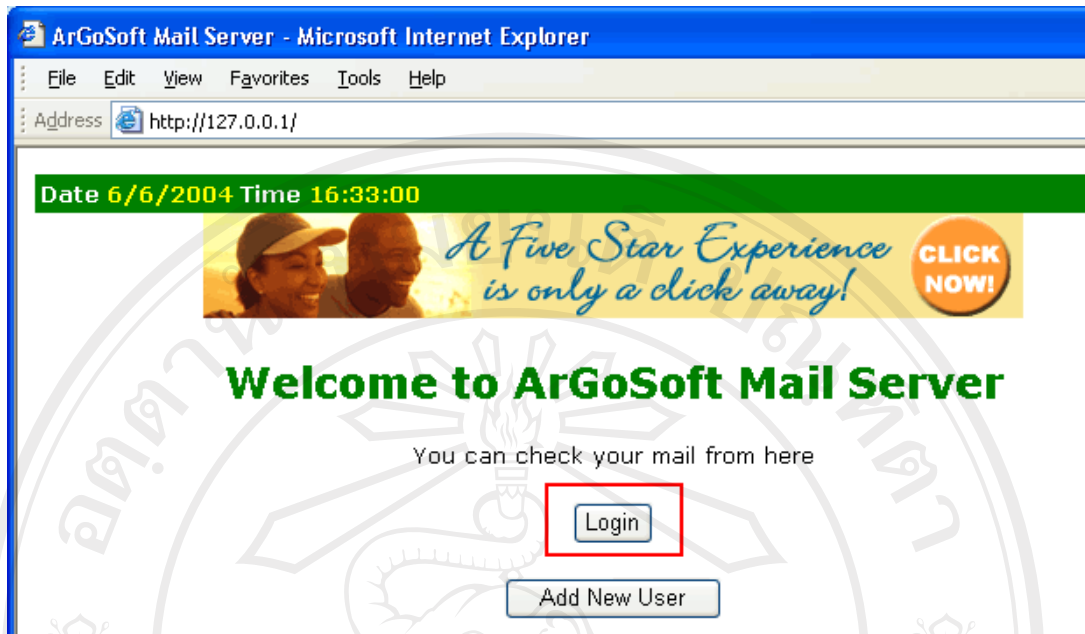 ArGoSoft Mail Server - Microsoft Internet Explorer
File Edit View Favorites Tools Help
Address http://127.0.0.1/
Date 6/6/2004 Time 16:33:00
A Five Star Experience
is only a click away!
CLICK
NOW!
Welcome to ArGoSoft Mail Server
You can check your mail from here
Login
Add New User